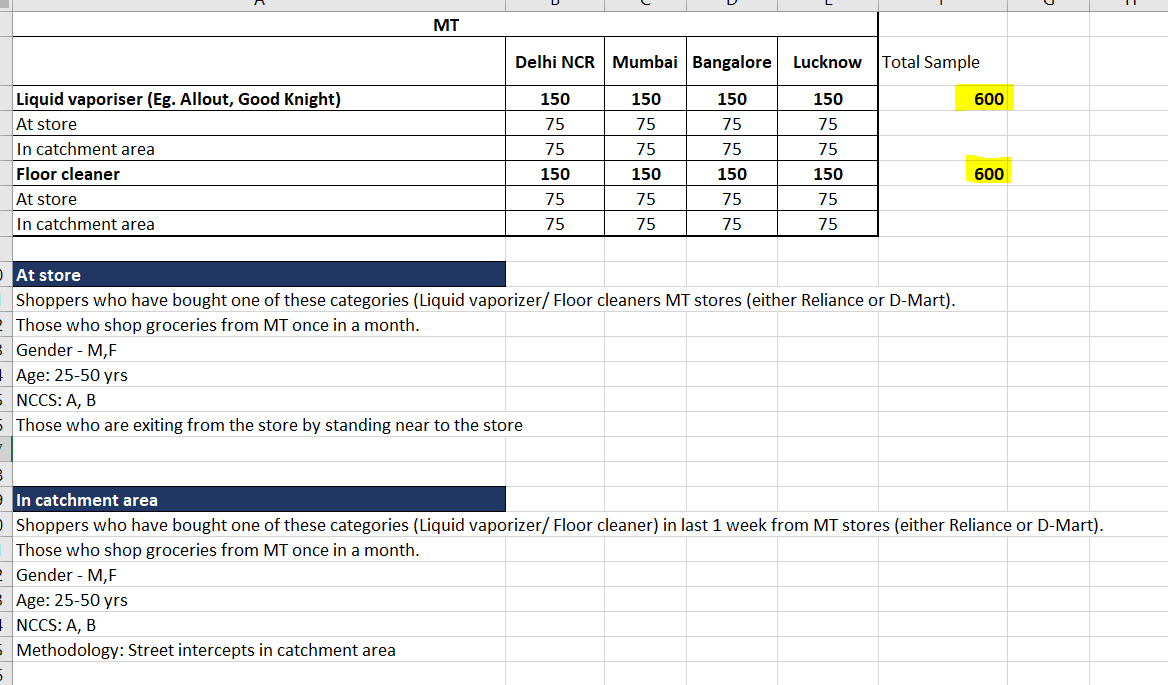 MT
Delhi NCR Mumbai Bangalore Lucknow Total Sample
Liquid vaporiser (Eg. Allout, Good Knight) 150 150 150 150 600
At store 75 75 75 75
In catchment area 75 75 75 75
Floor cleaner 150 150 150 150 600
At store 75 75 75 75
In catchment area 75 75 75 75
At store
Shoppers who have bought one of these categories (Liquid vaporizer/ Floor cleaners MT stores (either Reliance or D-Mart).
Those who shop groceries from MT once in a month.
Gender - M,F
Age: 25-50 yrs
NCCS: A, B
Those who are exiting from the store by standing near to the store
In catchment area
Shoppers who have bought one of these categories (Liquid vaporizer/ Floor cleaner) in last 1 week from MT stores (either Reliance or D-Mart).
Those who shop groceries from MT once in a month.
Gender - M,F
Age: 25-50 yrs
NCCS: A, B
Methodology: Street intercepts in catchment area